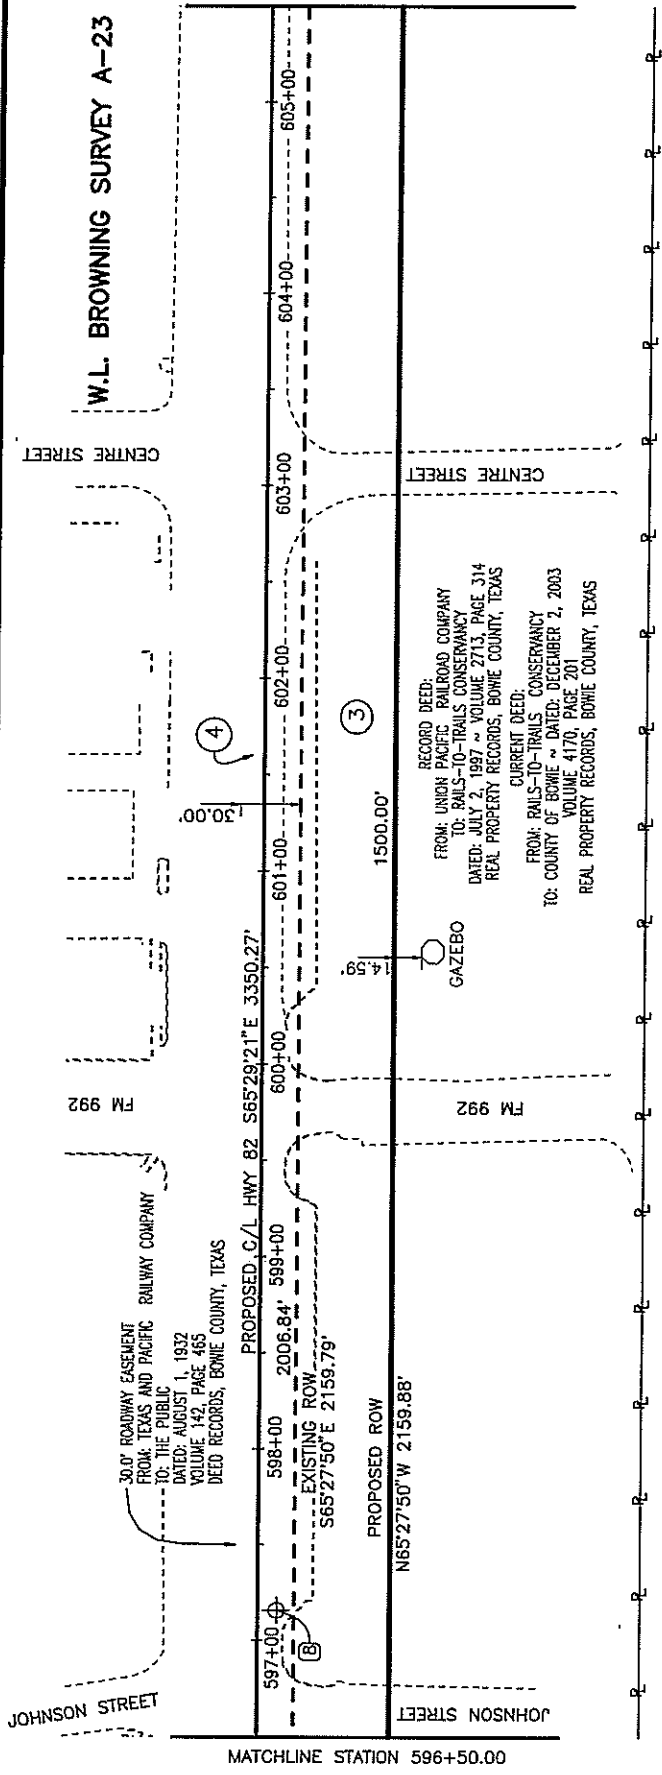 W.L. BROWNING SURVEY A-23
JOHNSON STREET
FM 992
CENTRE STREET
30.0' ROADWAY EASEMENT
FROM: TEXAS AND PACIFIC RAILWAY COMPANY
TO: THE PUBLIC
DATED: AUGUST 1, 1932
VOLUME 142, PAGE 465
DEED RECORDS, BOWIE COUNTY, TEXAS
4
30.00'
PROPOSED C/L HWY 82 S65°29'21"E 3350.27'
597+00
598+00
2006.84'
599+00
600+00
601+00
602+00
603+00
604+00
605+00
B
EXISTING ROW
S65°27'50"E 2159.79'
3
PROPOSED ROW
N65°27'50"W 2159.88'
1500.00'
14.59'
GAZEBO
RECORD DEED:
FROM: UNION PACIFIC RAILROAD COMPANY
TO: RAILS-TO-TRAILS CONSERVANCY
DATED: JULY 2, 1997 ~ VOLUME 2713, PAGE 314
REAL PROPERTY RECORDS, BOWIE COUNTY, TEXAS
CURRENT DEED:
FROM: RAILS-TO-TRAILS CONSERVANCY
TO: COUNTY OF BOWIE ~ DATED: DECEMBER 2, 2003
VOLUME 4170, PAGE 201
REAL PROPERTY RECORDS, BOWIE COUNTY, TEXAS
JOHNSON STREET
FM 992
CENTRE STREET
MATCHLINE STATION 596+50.00